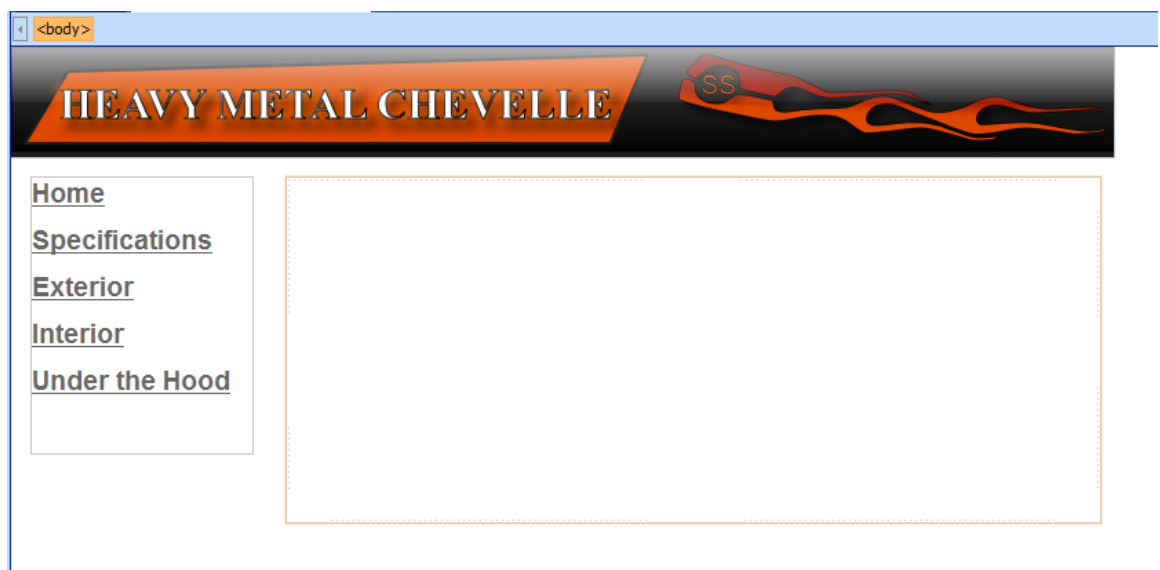 <body>
HEAVY METAL CHEVELLE
SS
Home
Specifications
Exterior
Interior
Under the Hood